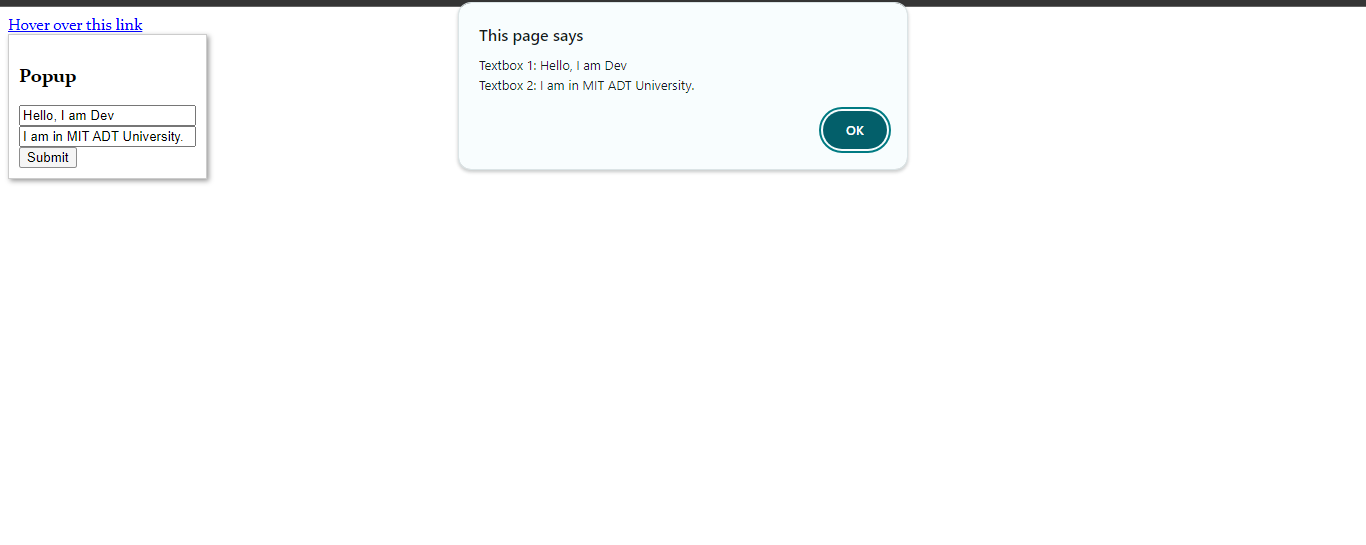 Hover over this link
Popup
Hello, I am Dev
I am in MIT ADT University.
Submit
This page says
Textbox 1: Hello, I am Dev
Textbox 2: I am in MIT ADT University.
OK